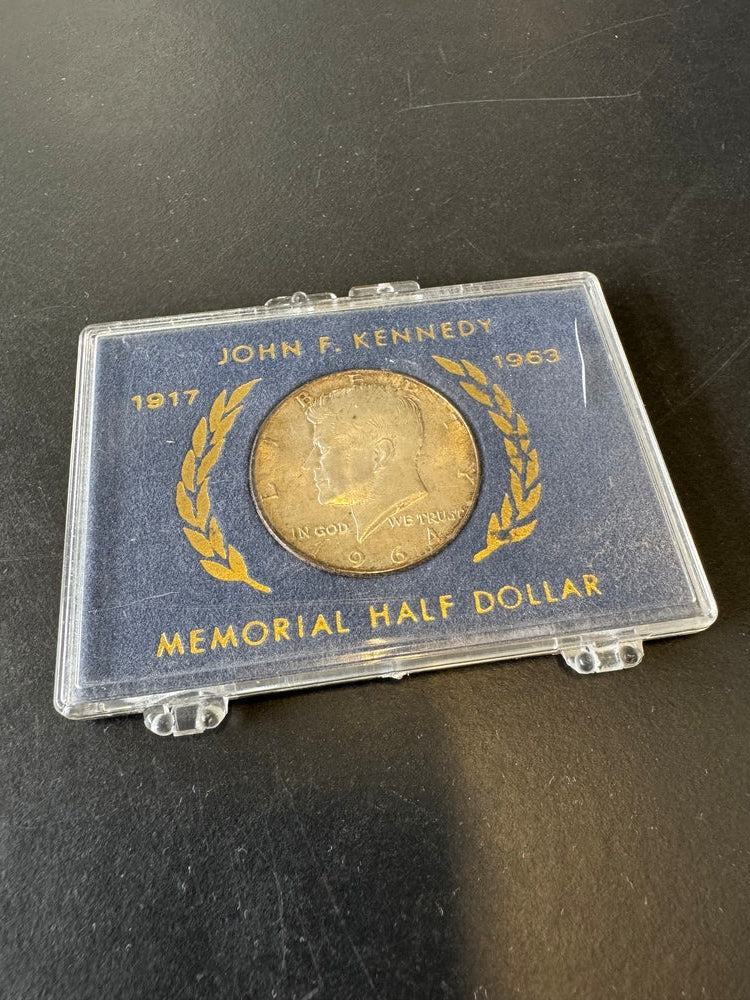 JOHN F. KENNEDY
1917
1963
LIBERTY
IN GOD WE TRUST
1964
MEMORIAL HALF DOLLAR